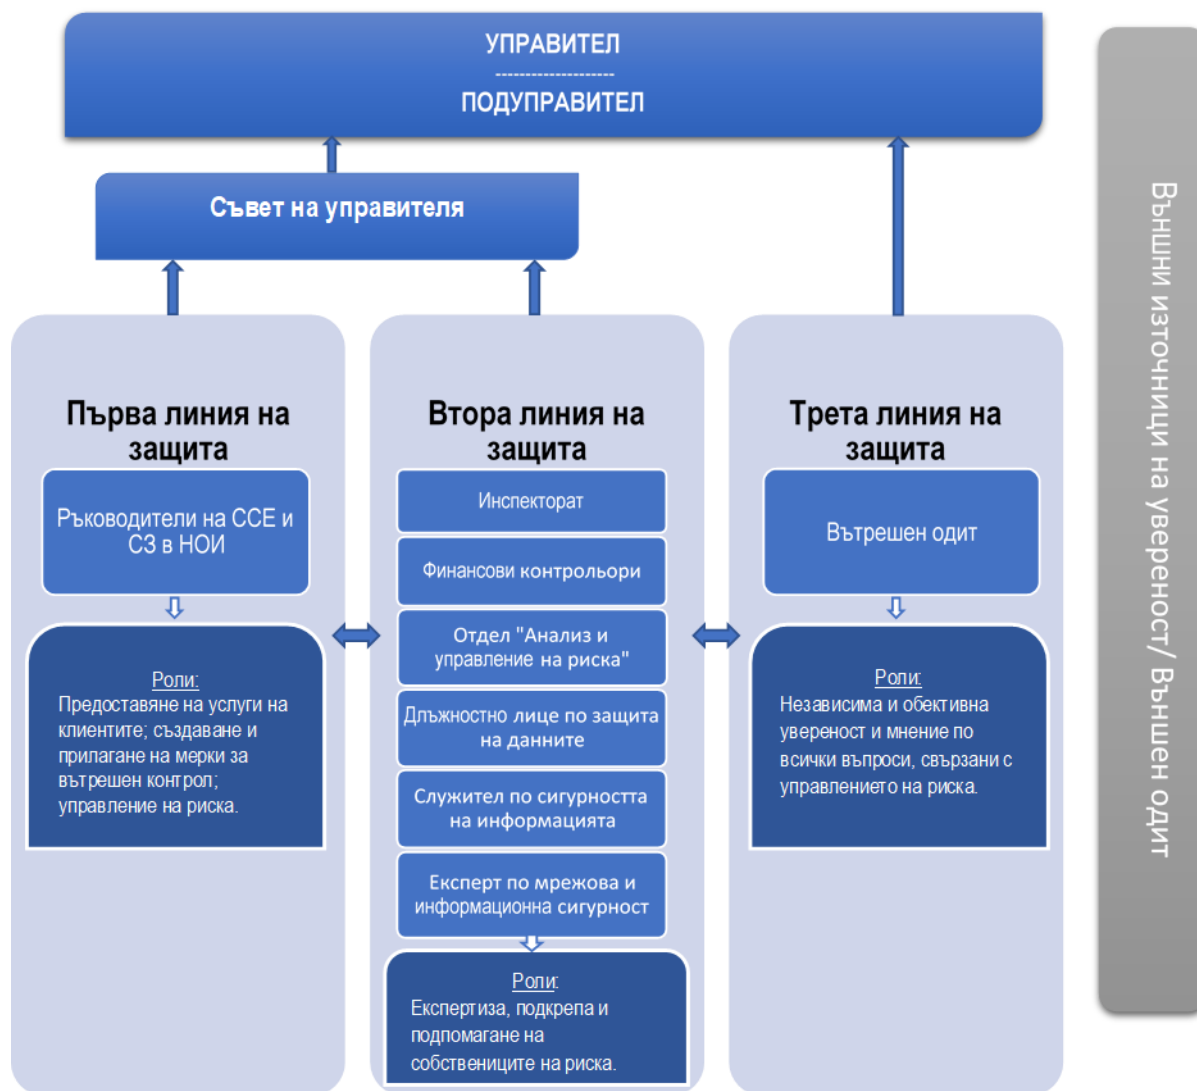 УПРАВИТЕЛ
--------------------
ПОДУПРАВИТЕЛ
Съвет на управителя
Първа линия на
защита
Ръководители на ССЕ и
СЗ в НОИ
Роли:
Предоставяне на услуги на
клиентите; създаване и
прилагане на мерки за
вътрешен контрол;
управление на риска.
Втора линия на
защита
Инспекторат
Финансови контрольори
Отдел "Анализ и
управление на риска"
Длъжностно лице по защита
на данните
Служител по сигурността
на информацията
Експерт по мрежова и
информационна сигурност
Роли:
Експертиза, подкрепа и
подпомагане на
собствениците на риска.
Трета линия на
защита
Вътрешен одит
Роли:
Независима и обективна
увереност и мнение по
всички въпроси, свързани с
управлението на риска.
Външни източници на увереност/ Външен одит